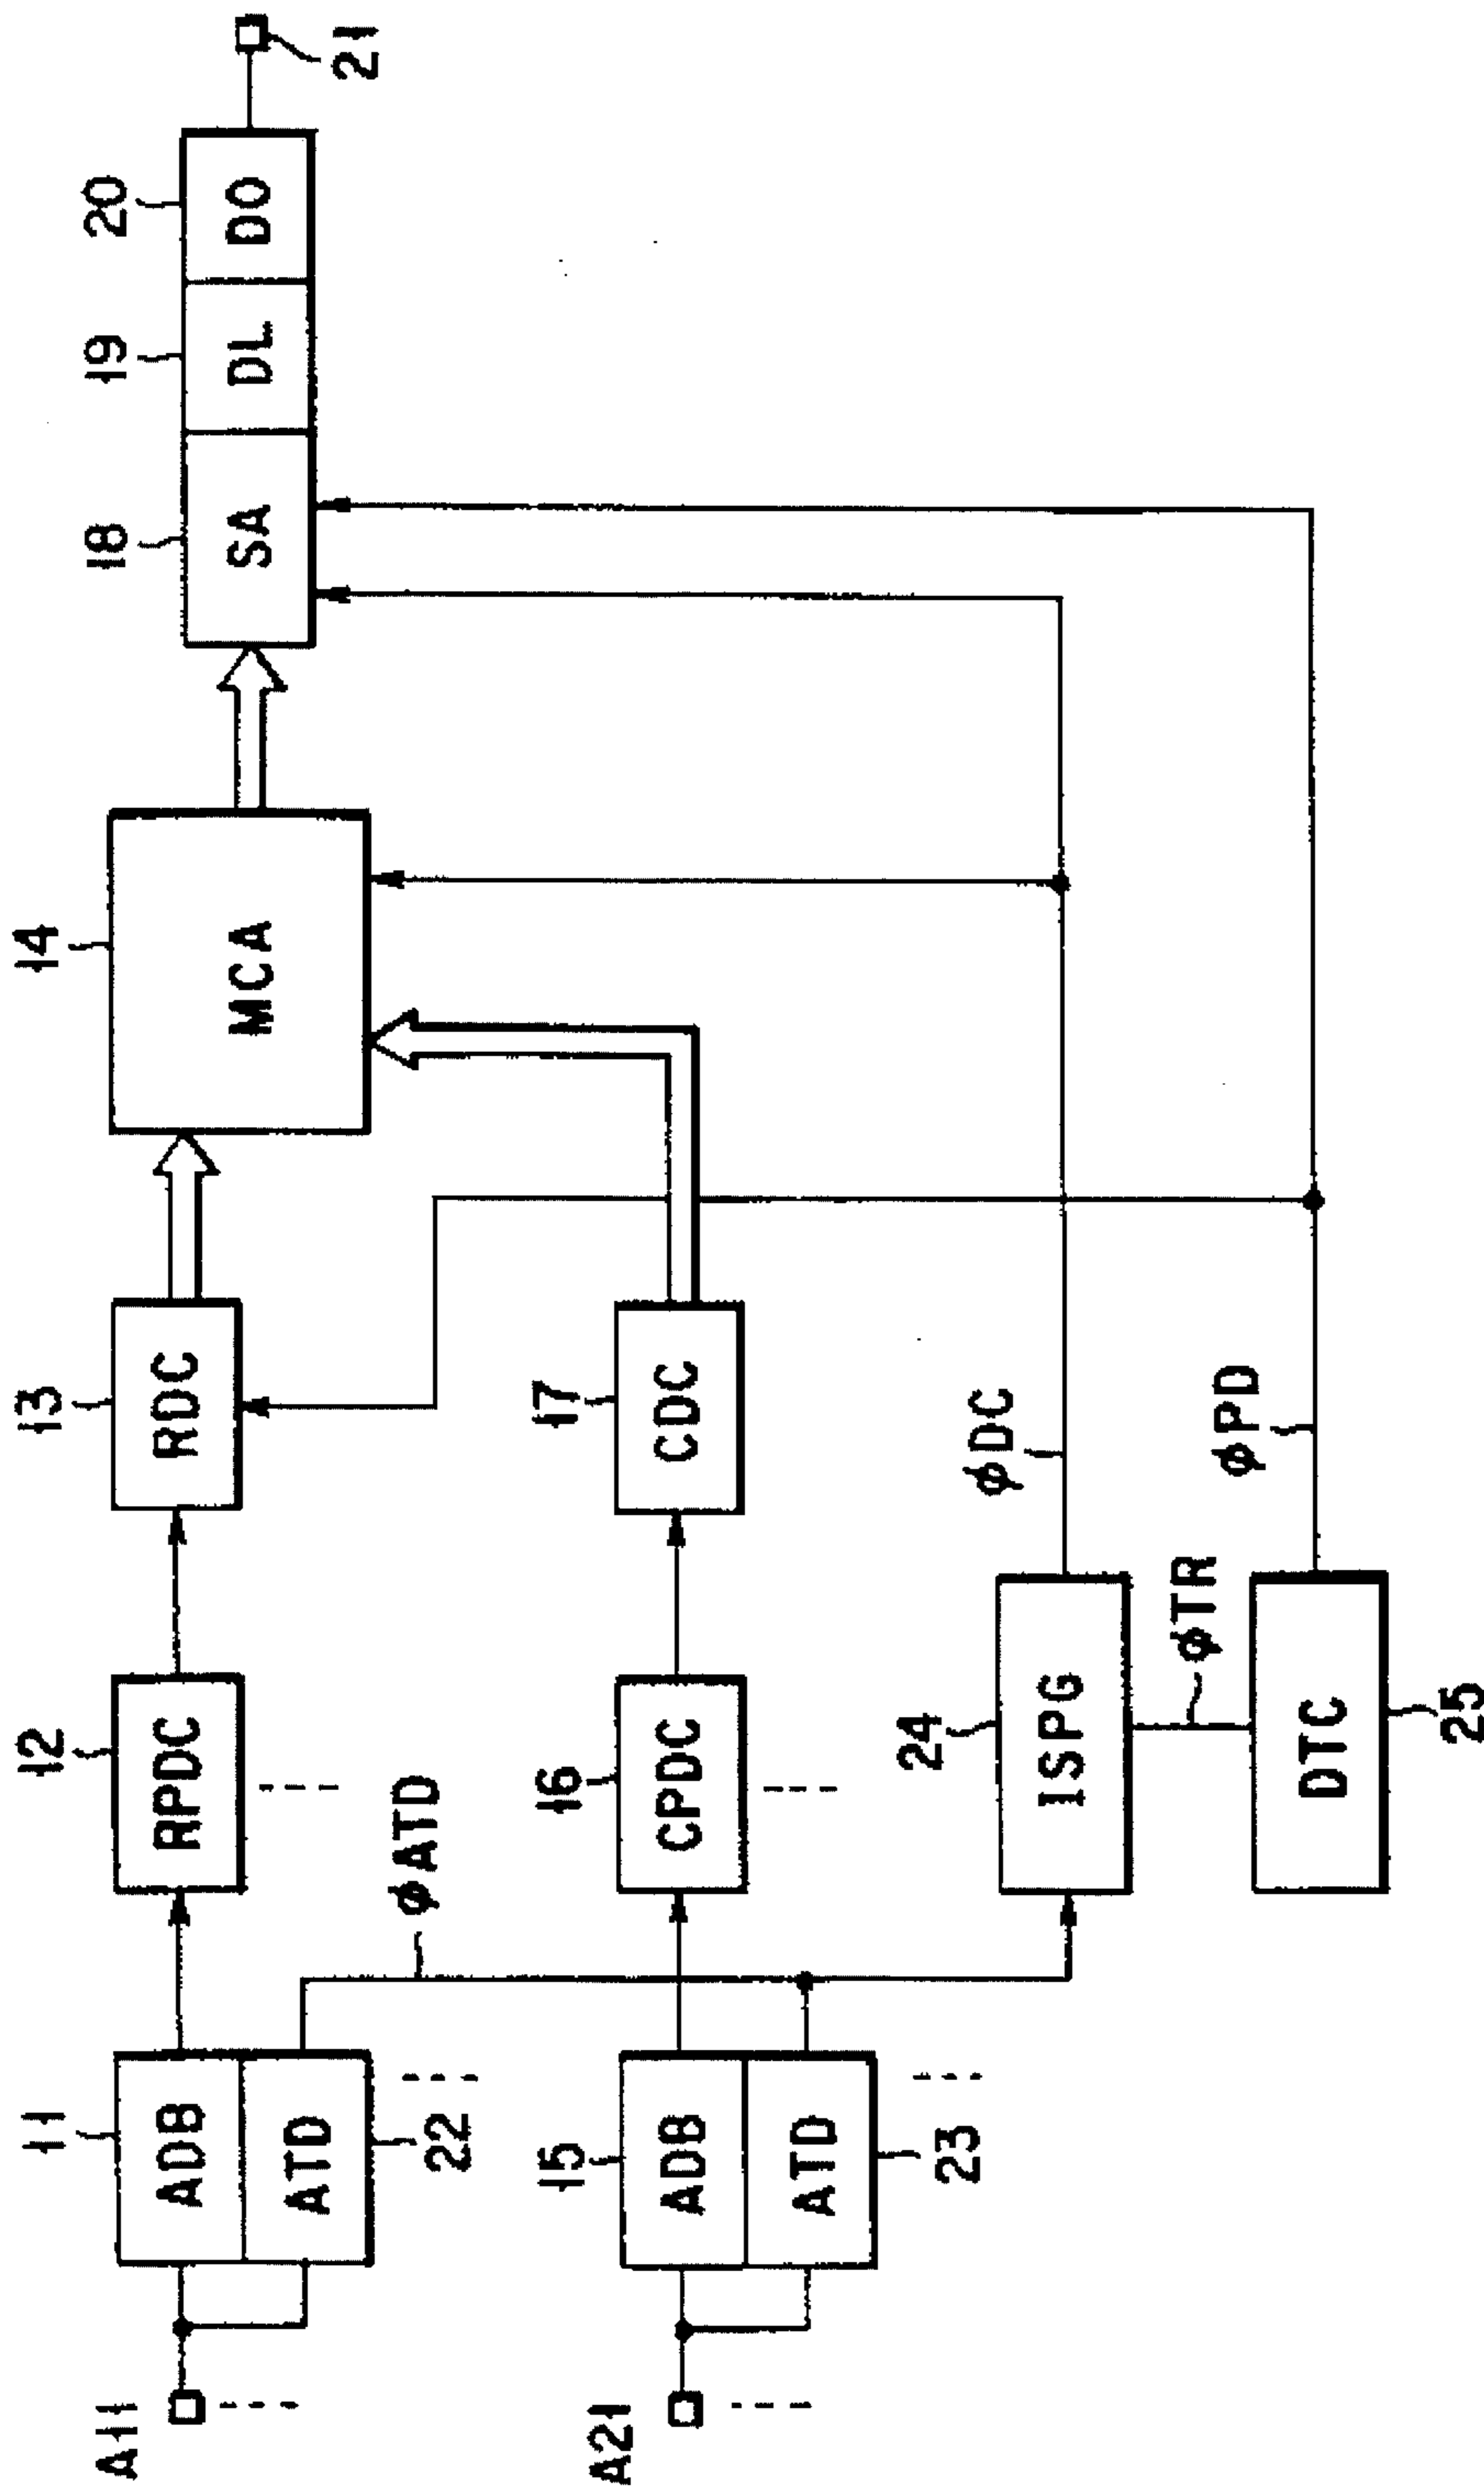 A11
11
ADB
ATD
22
φATD
12
RPDC
13
RDC
14
MCA
18
SA
19
DL
20
DO
21
A21
15
ADB
ATD
23
16
CPDC
17
CDC
24
ISPG
φDC
φTR
DTC
25
φPD